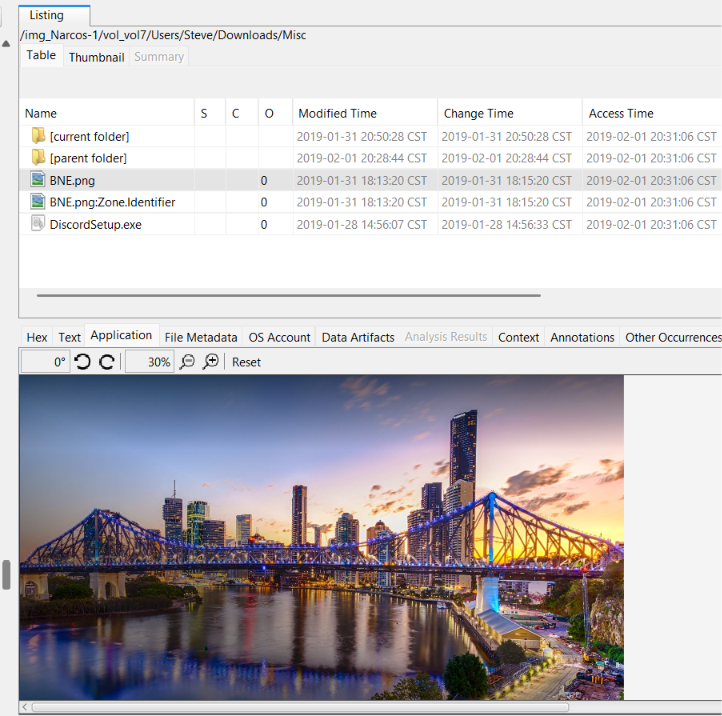 Listing
/img_Narcos-1/vol_vol7/Users/Steve/Downloads/Misc
Table Thumbnail Summary
Name S C O Modified Time Change Time Access Time
[current folder] 2019-01-31 20:50:28 CST 2019-01-31 20:50:28 CST 2019-02-01 20:31:06 CST
[parent folder] 2019-02-01 20:28:44 CST 2019-02-01 20:28:44 CST 2019-02-01 20:31:06 CST
BNE.png 0 2019-01-31 18:13:20 CST 2019-01-31 18:15:20 CST 2019-02-01 20:31:06 CST
BNE.png:Zone.Identifier 0 2019-01-31 18:13:20 CST 2019-01-31 18:15:20 CST 2019-02-01 20:31:06 CST
DiscordSetup.exe 0 2019-01-28 14:56:07 CST 2019-01-28 14:56:33 CST 2019-02-01 20:31:06 CST
Hex Text Application File Metadata OS Account Data Artifacts Analysis Results Context Annotations Other Occurrences
0° 30% Reset